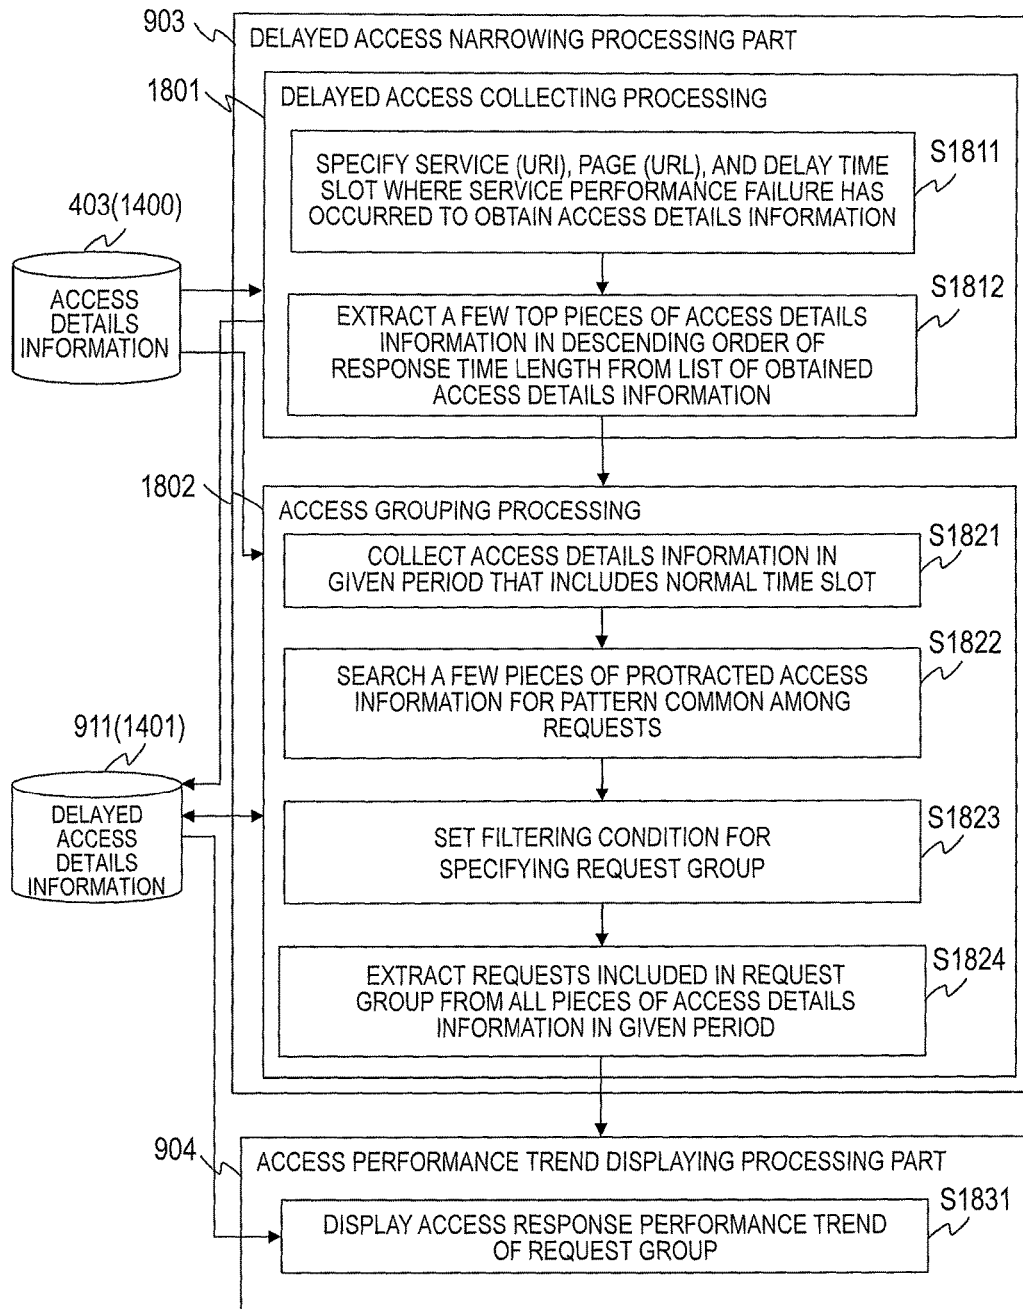 903
DELAYED ACCESS NARROWING PROCESSING PART
1801
DELAYED ACCESS COLLECTING PROCESSING
S1811
SPECIFY SERVICE (URI), PAGE (URL), AND DELAY TIME
SLOT WHERE SERVICE PERFORMANCE FAILURE HAS
OCCURRED TO OBTAIN ACCESS DETAILS INFORMATION
403(1400)
ACCESS
DETAILS
INFORMATION
S1812
EXTRACT A FEW TOP PIECES OF ACCESS DETAILS
INFORMATION IN DESCENDING ORDER OF
RESPONSE TIME LENGTH FROM LIST OF OBTAINED
ACCESS DETAILS INFORMATION
1802
ACCESS GROUPING PROCESSING
S1821
COLLECT ACCESS DETAILS INFORMATION IN
GIVEN PERIOD THAT INCLUDES NORMAL TIME SLOT
S1822
SEARCH A FEW PIECES OF PROTRACTED ACCESS
INFORMATION FOR PATTERN COMMON AMONG
REQUESTS
911(1401)
DELAYED
ACCESS
DETAILS
INFORMATION
S1823
SET FILTERING CONDITION FOR
SPECIFYING REQUEST GROUP
S1824
EXTRACT REQUESTS INCLUDED IN REQUEST
GROUP FROM ALL PIECES OF ACCESS DETAILS
INFORMATION IN GIVEN PERIOD
904
ACCESS PERFORMANCE TREND DISPLAYING PROCESSING PART
S1831
DISPLAY ACCESS RESPONSE PERFORMANCE TREND
OF REQUEST GROUP